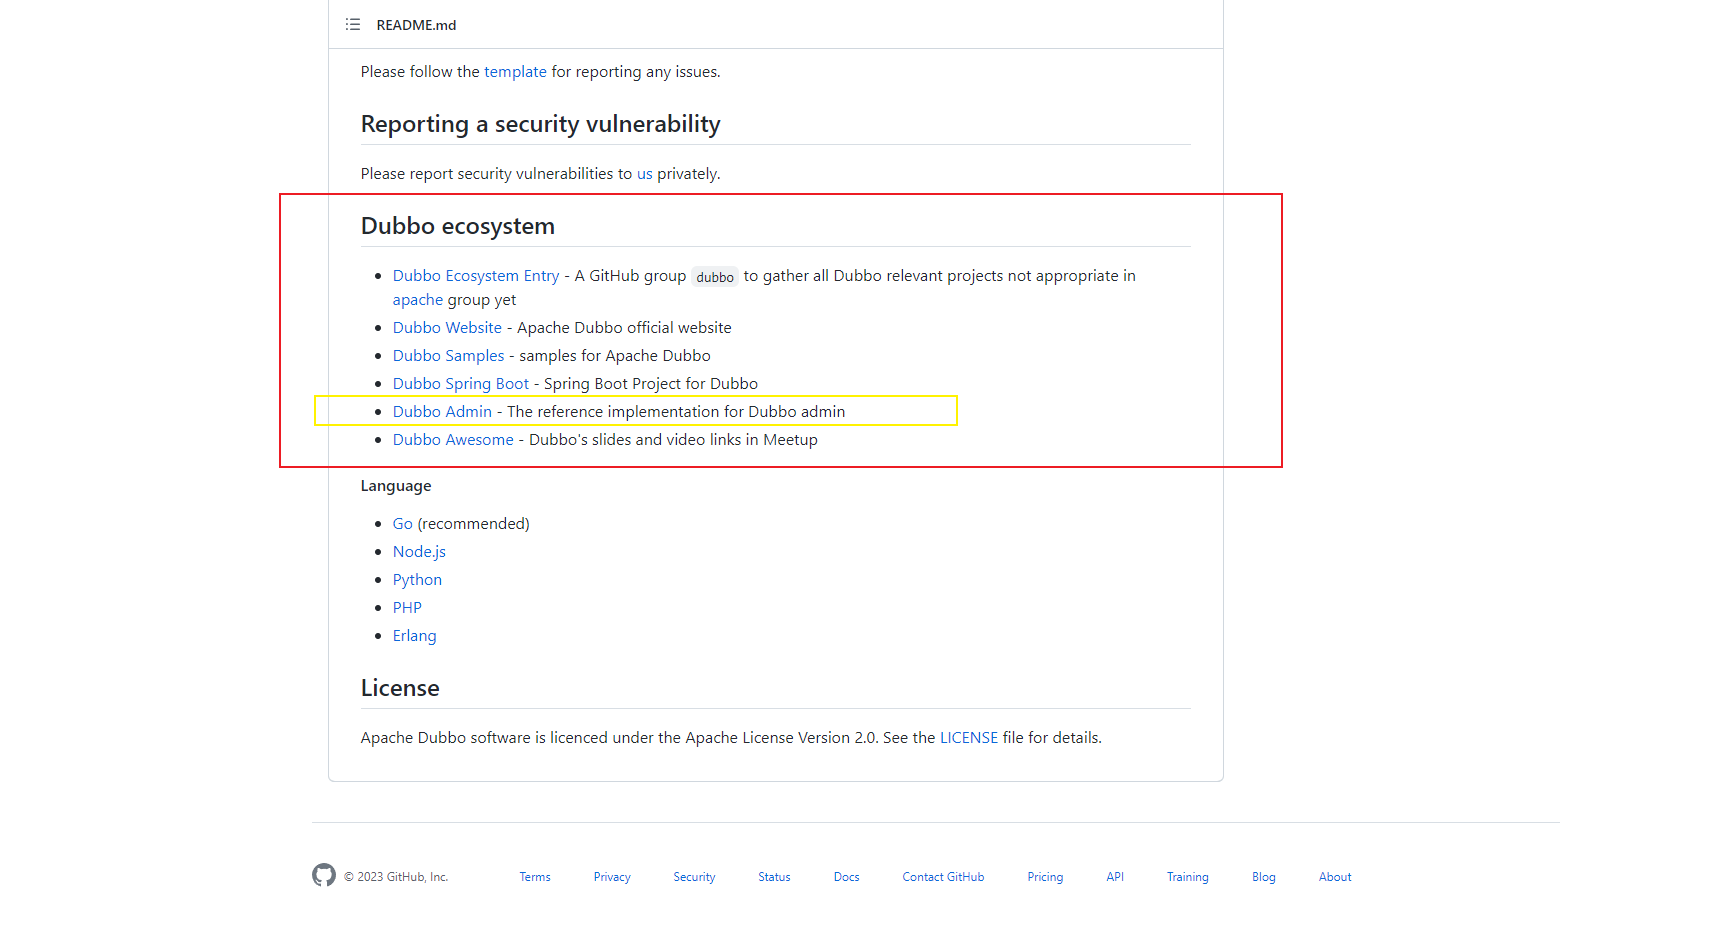 README.md
Please follow the template for reporting any issues.
Reporting a security vulnerability
Please report security vulnerabilities to us privately.
Dubbo ecosystem
Dubbo Ecosystem Entry - A GitHub group dubbo to gather all Dubbo relevant projects not appropriate in
apache group yet
Dubbo Website - Apache Dubbo official website
Dubbo Samples - samples for Apache Dubbo
Dubbo Spring Boot - Spring Boot Project for Dubbo
Dubbo Admin - The reference implementation for Dubbo admin
Dubbo Awesome - Dubbo's slides and video links in Meetup
Language
Go (recommended)
Node.js
Python
PHP
Erlang
License
Apache Dubbo software is licenced under the Apache License Version 2.0. See the LICENSE file for details.
© 2023 GitHub, Inc. Terms Privacy Security Status Docs Contact GitHub Pricing API Training Blog About